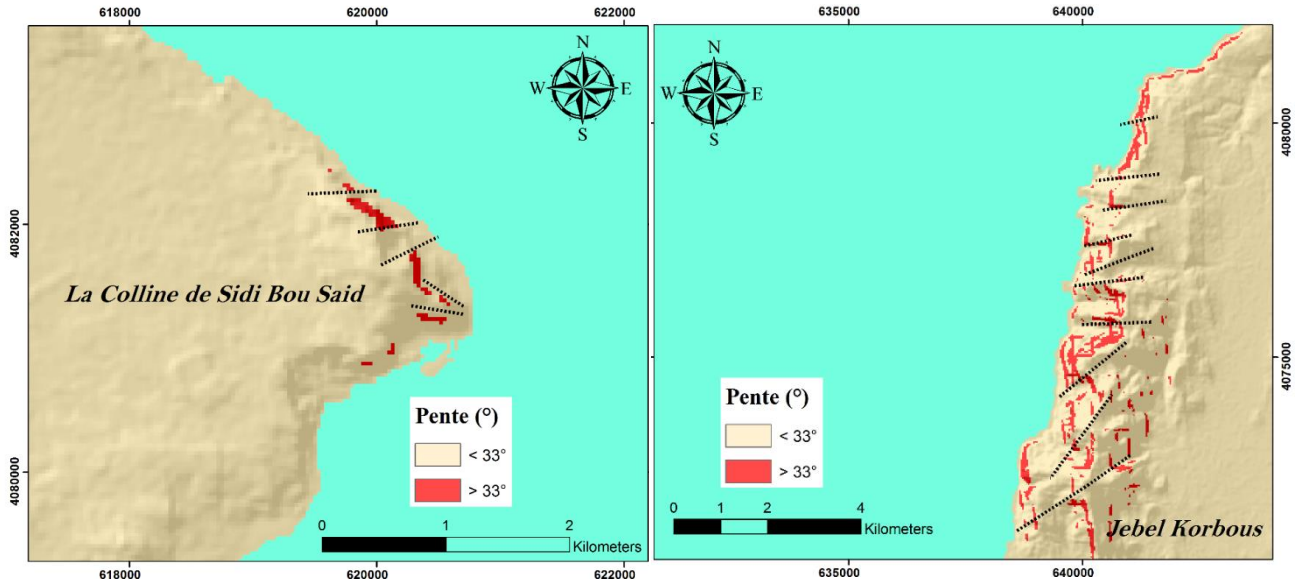 618000
620000
622000
635000
640000
N
W
E
S
N
W
E
S
4082000
4080000
La Colline de Sidi Bou Said
Pente (°)
< 33°
> 33°
0
1
2
Kilometers
4080000
4075000
Pente (°)
< 33°
> 33°
0
1
2
4
Kilometers
Jebel Korbous
618000
620000
622000
635000
640000